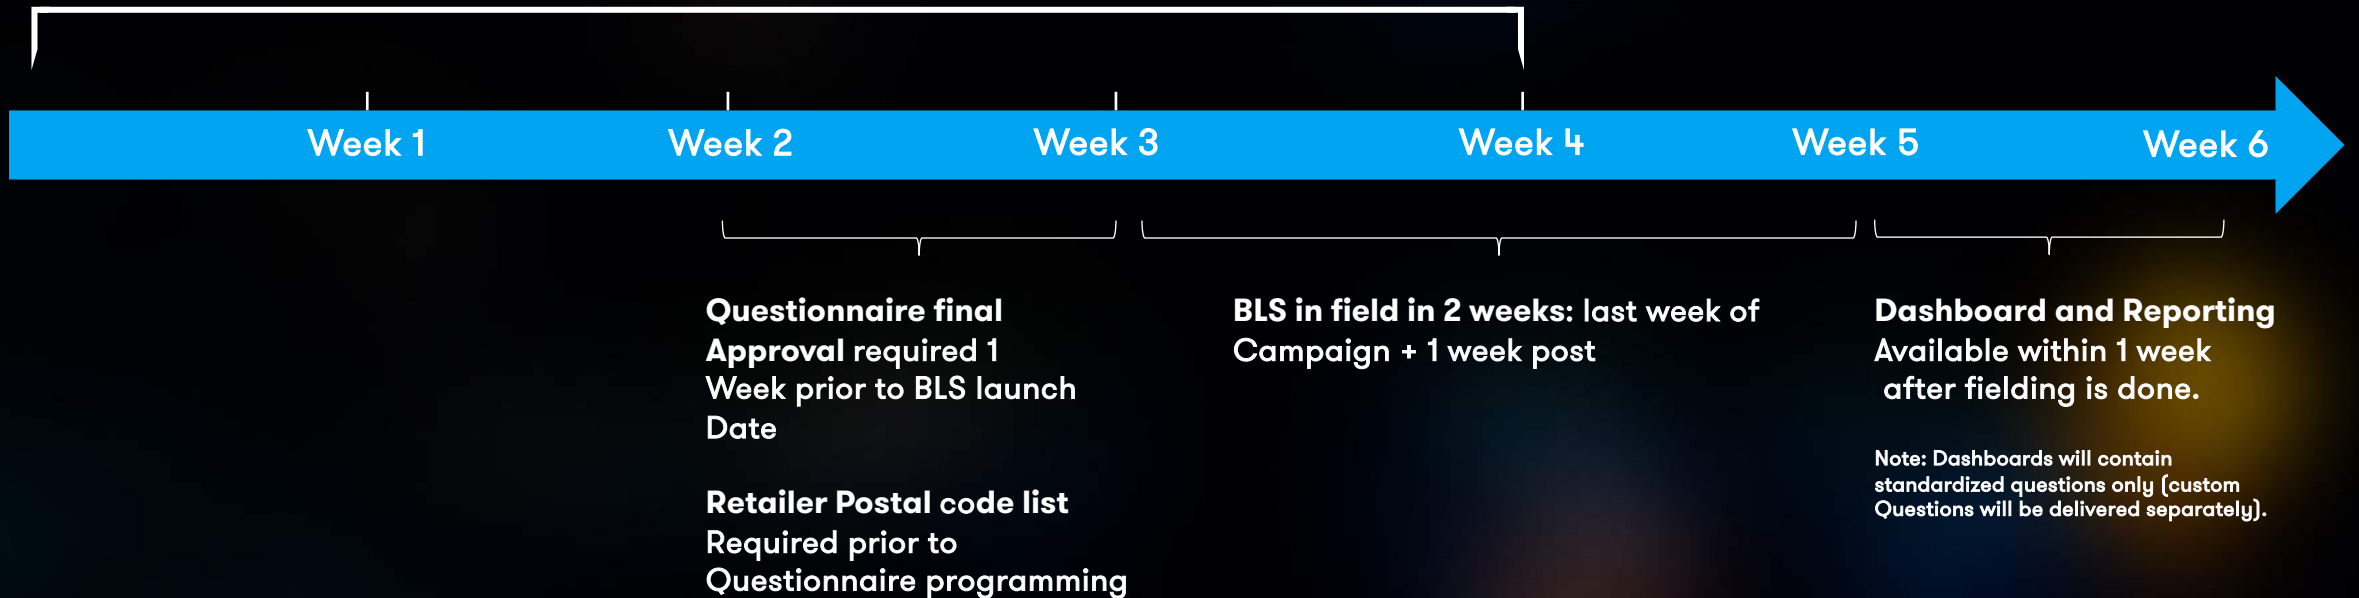 Week 1
Week 2
Week 3
Week 4
Week 5
Week 6
Questionnaire final
Approval required 1
Week prior to BLS launch
Date
Retailer Postal code list
Required prior to
Questionnaire programming
BLS in field in 2 weeks: last week of
Campaign + 1 week post
Dashboard and Reporting
Available within 1 week
after fielding is done.
Note: Dashboards will contain
standardized questions only (custom
Questions will be delivered separately).